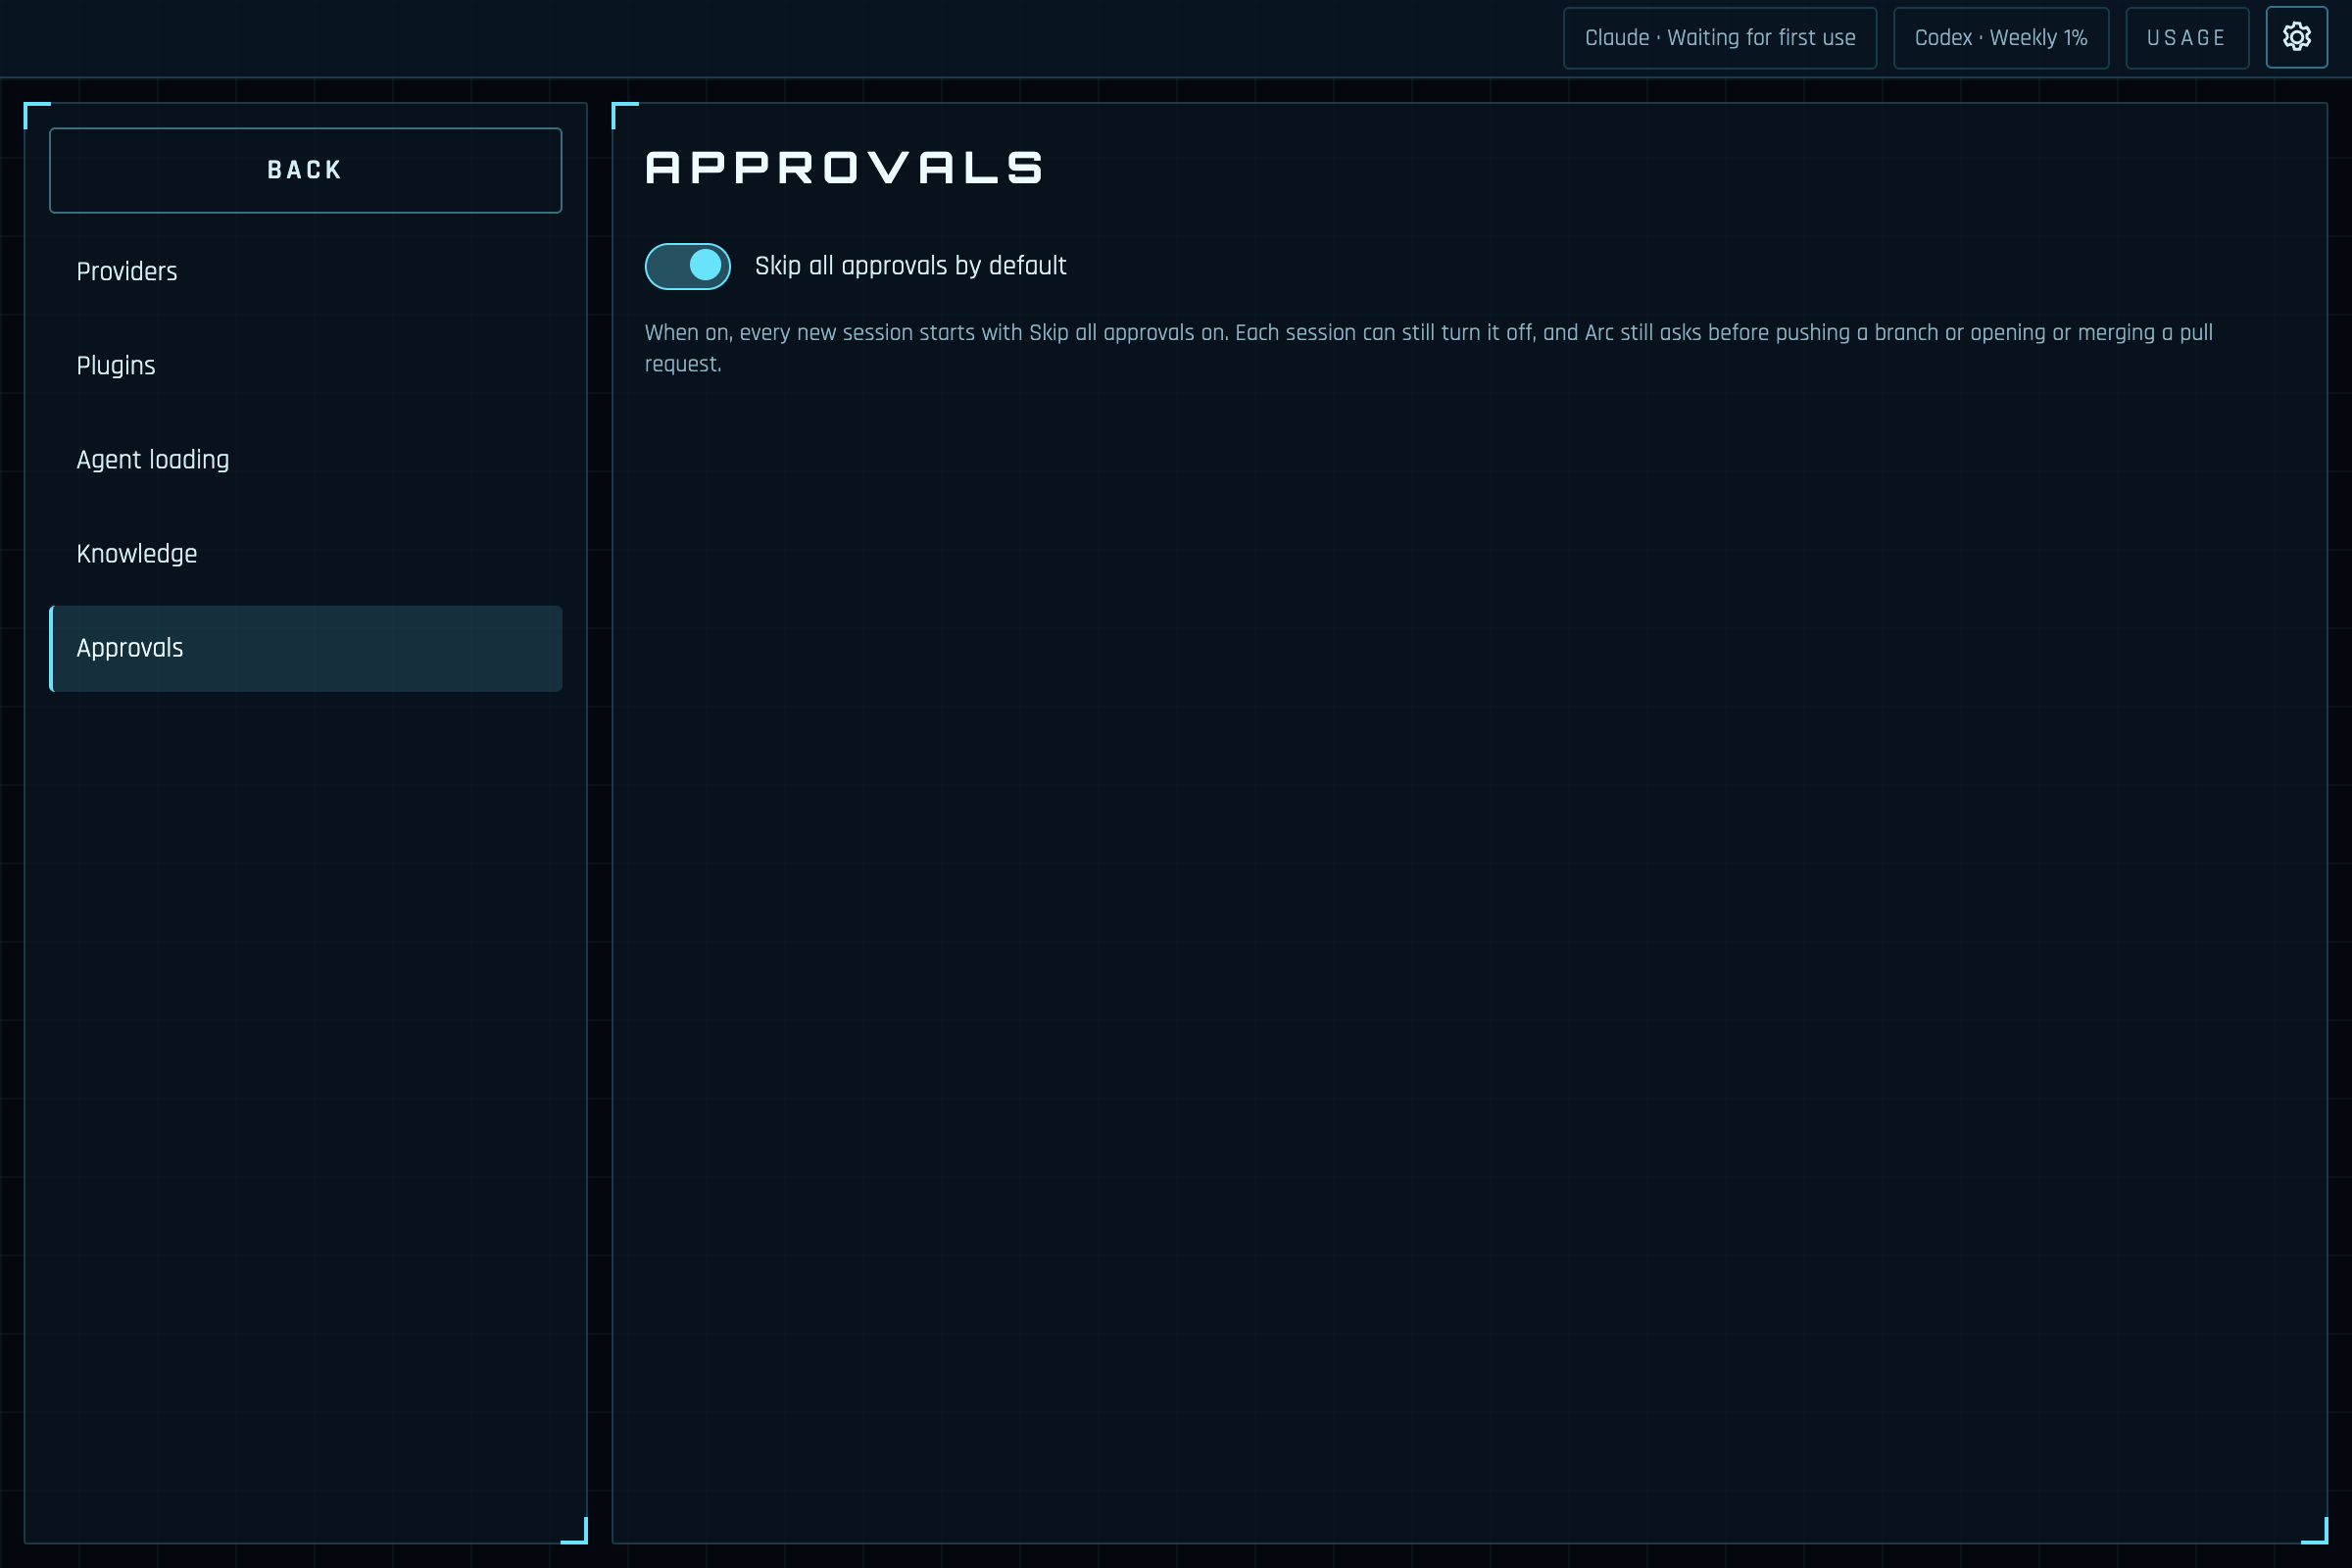 Claude · Waiting for first use
Codex · Weekly 1%
USAGE
BACK
Providers
Plugins
Agent loading
Knowledge
Approvals
APPROVALS
Skip all approvals by default
When on, every new session starts with Skip all approvals on. Each session can still turn it off, and Arc still asks before pushing a branch or opening or merging a pull
request.